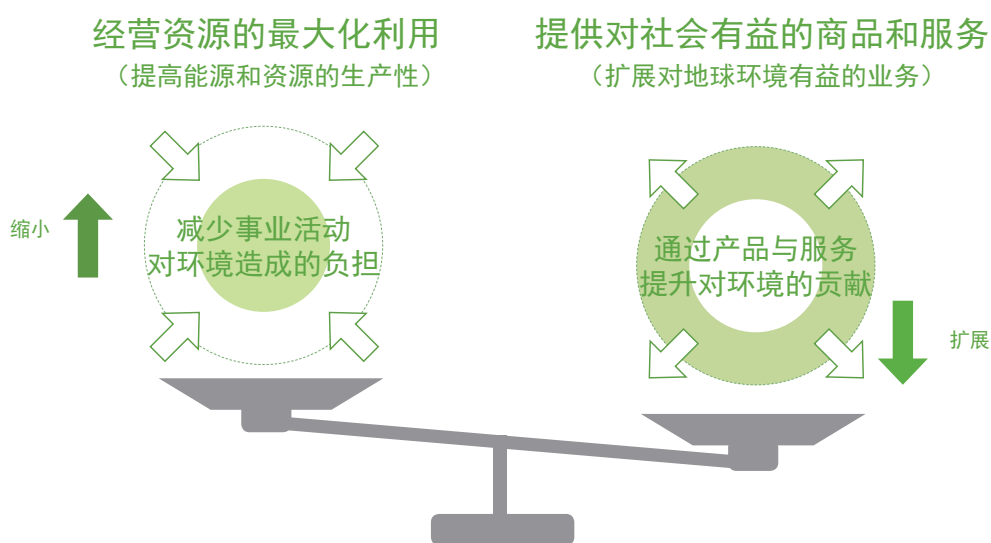 经营资源的最大化利用
（提高能源和资源的生产性）
提供对社会有益的商品和服务
（扩展对地球环境有益的业务）
缩小
减少事业活动
对环境造成的负担
通过产品与服务
提升对环境的贡献
扩展